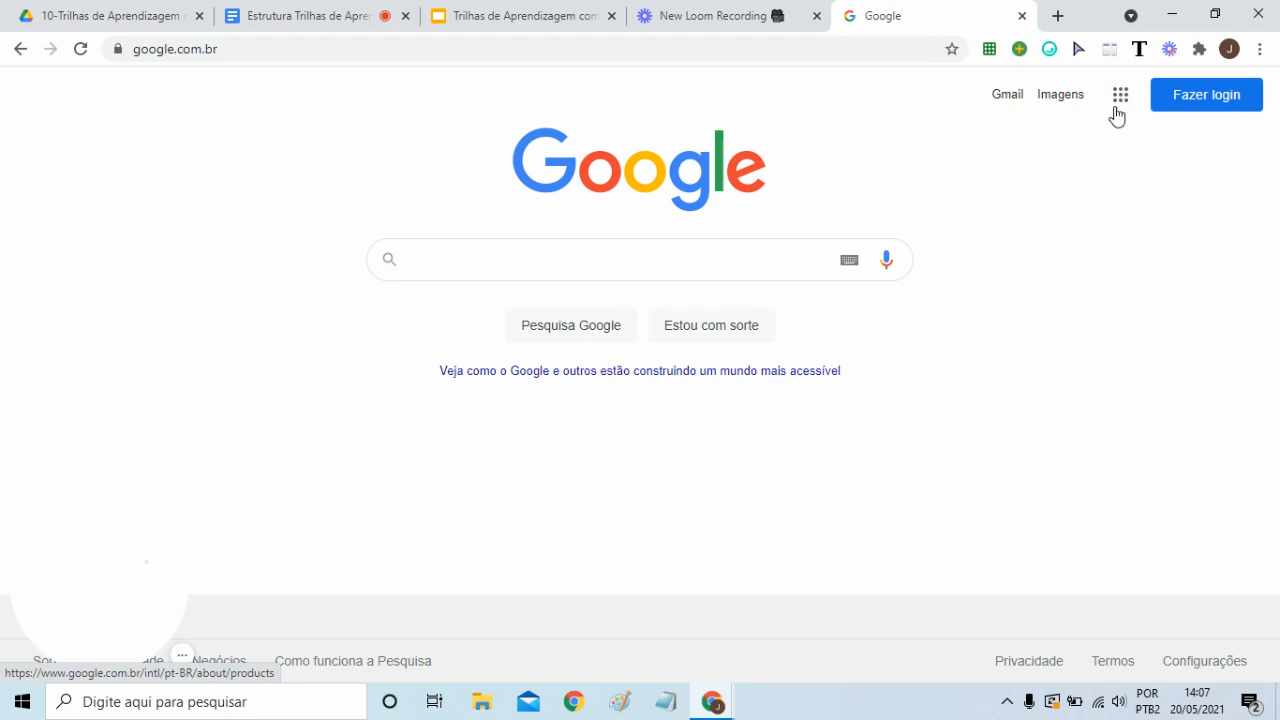 10-Trilhas de Aprendizagem
Estrutura Trilhas de Apren
Trilhas de Aprendizagem com
New Loom Recording
Google
google.com.br
Gmail
Imagens
Fazer login
Google
Pesquisa Google
Estou com sorte
Veja como o Google e outros estão construindo um mundo mais acessível
Negócios
Como funciona a Pesquisa
Privacidade
Termos
Configurações
https://www.google.com.br/intl/pt-BR/about/products
Digite aqui para pesquisar
POR
PTB2
14:07
20/05/2021
2